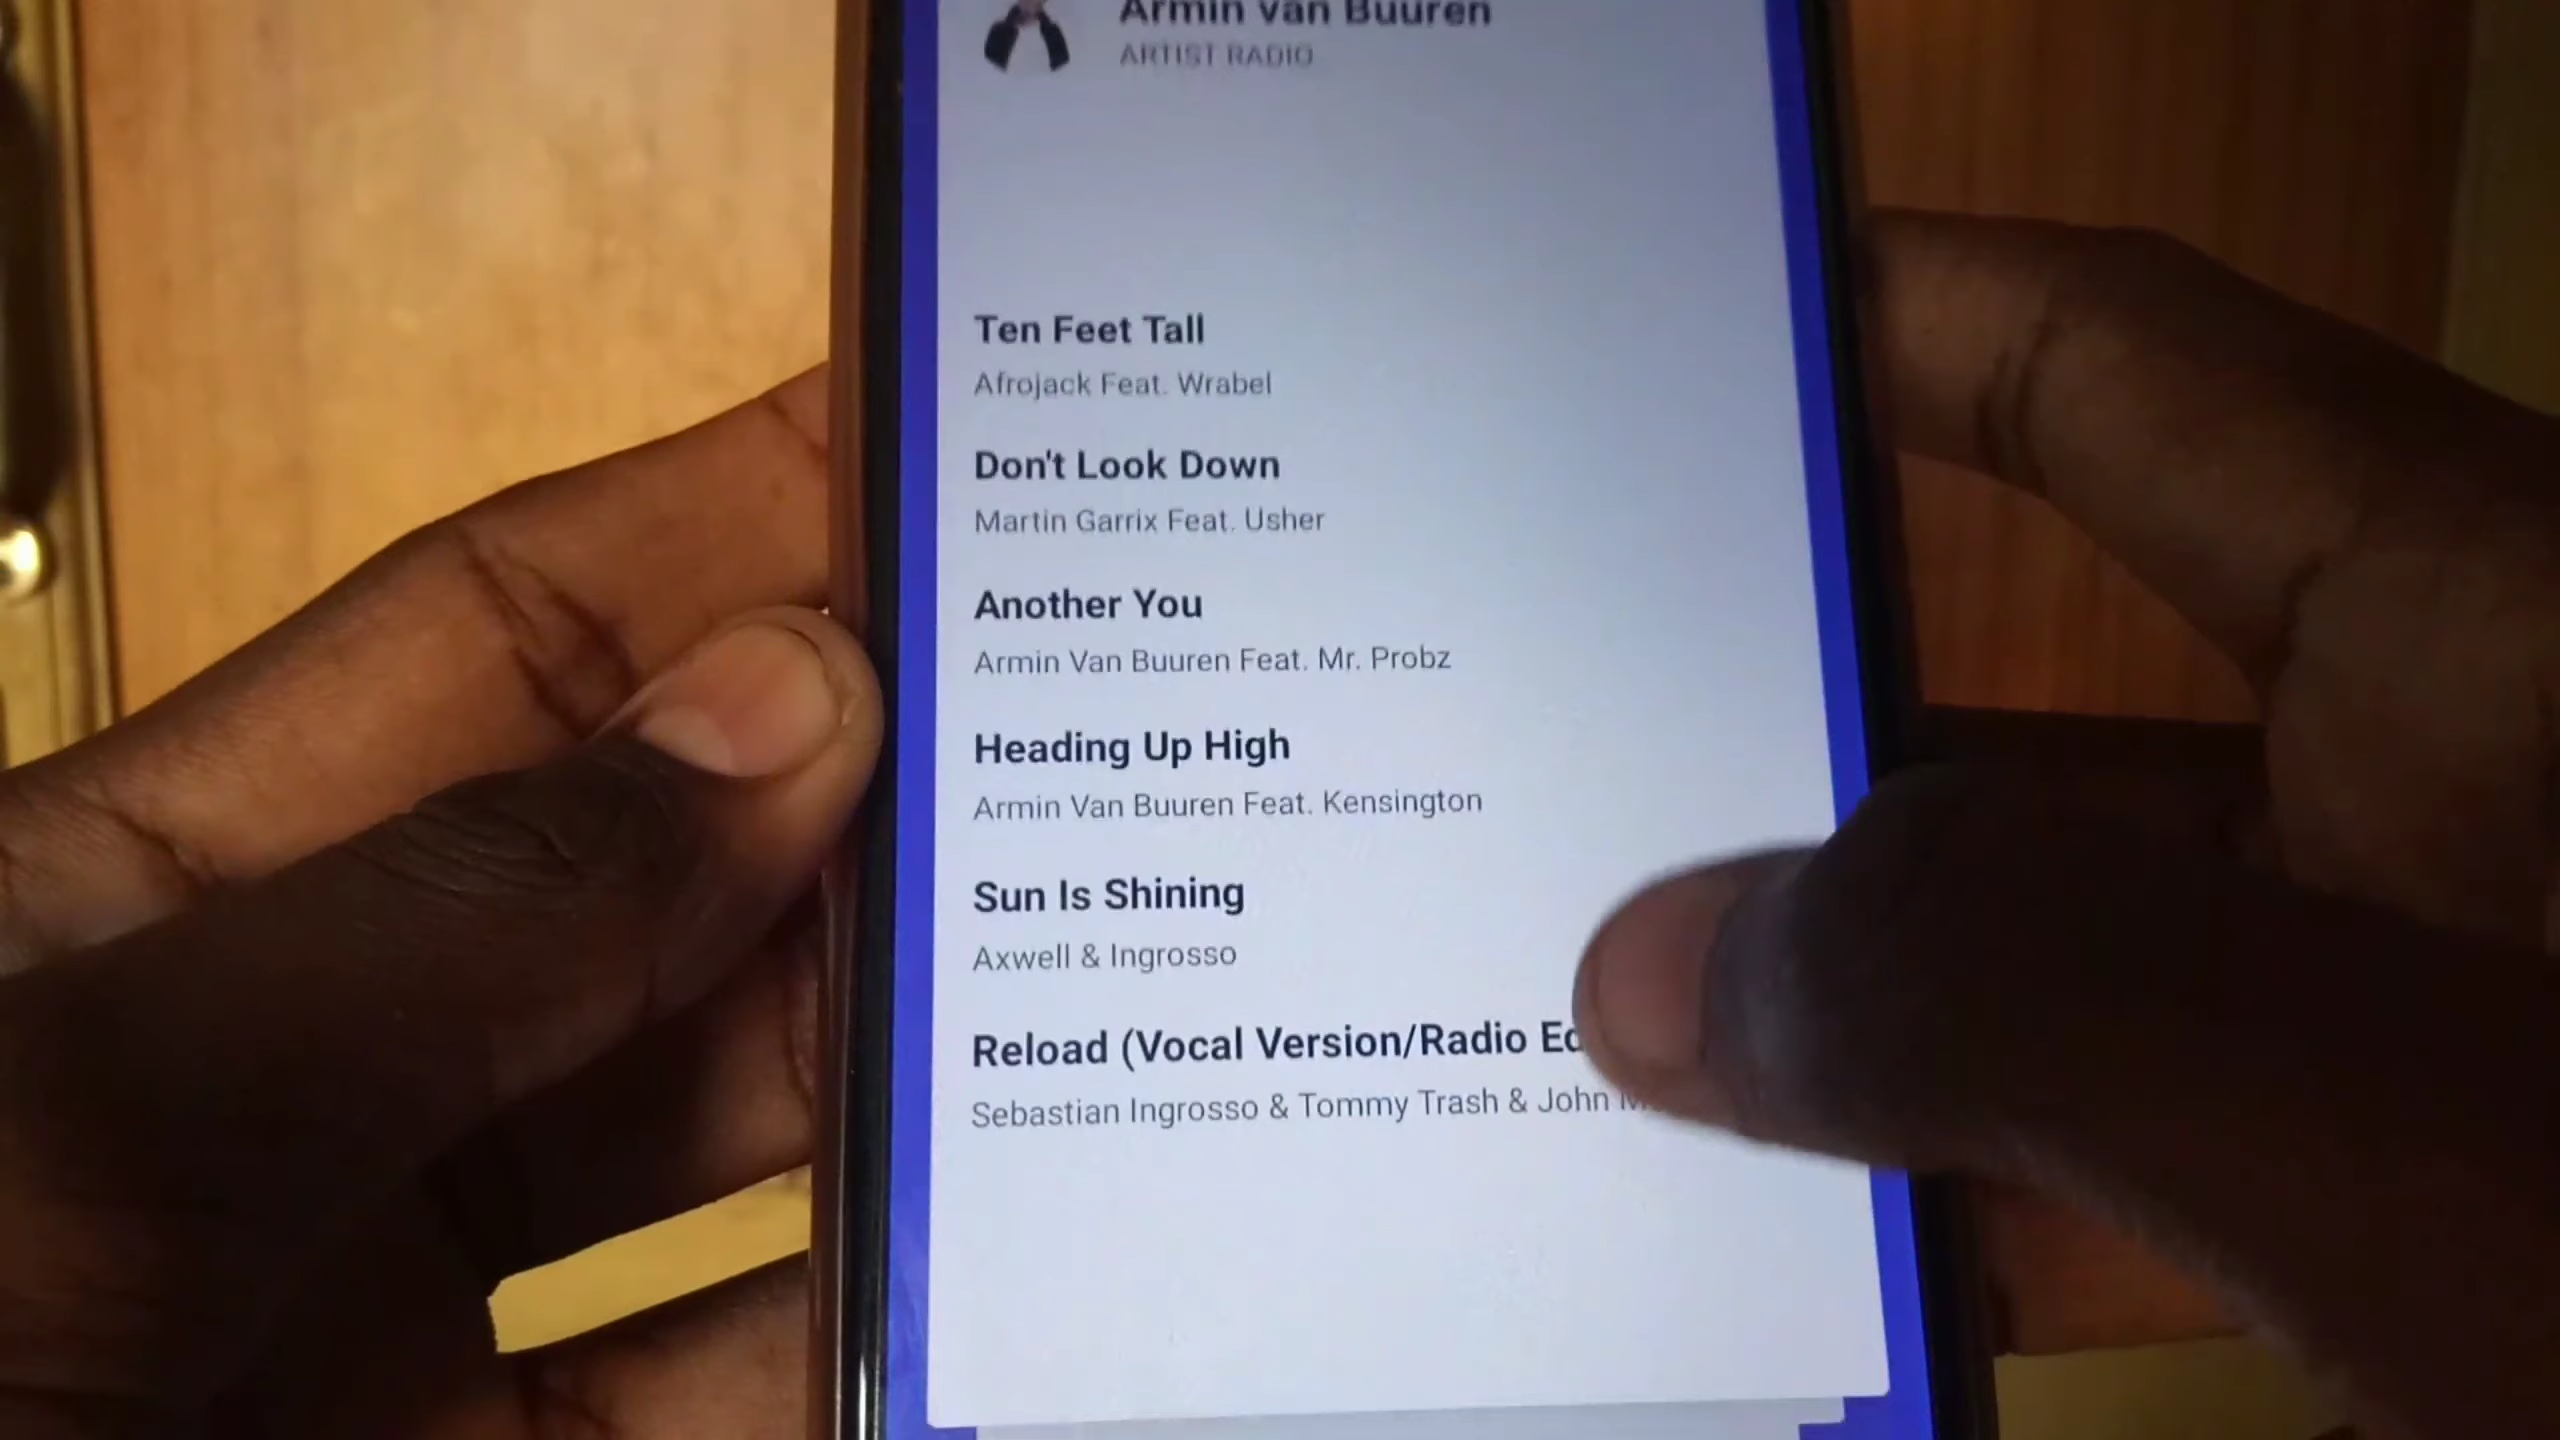 Armin van Buuren
ARTIST RADIO
Ten Feet Tall
Afrojack Feat. Wrabel
Don't Look Down
Martin Garrix Feat. Usher
Another You
Armin Van Buuren Feat. Mr. Probz
Heading Up High
Armin Van Buuren Feat. Kensington
Sun Is Shining
Axwell & Ingrosso
Reload (Vocal Version/Radio
Sebastian Ingrosso & Tommy Trash & John